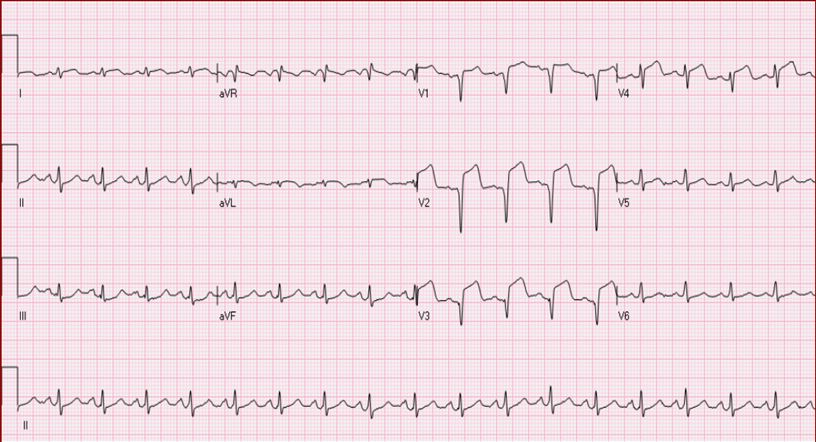 I aVR V1 V4
II aVL V2 V5
III aVF V3 V6
II